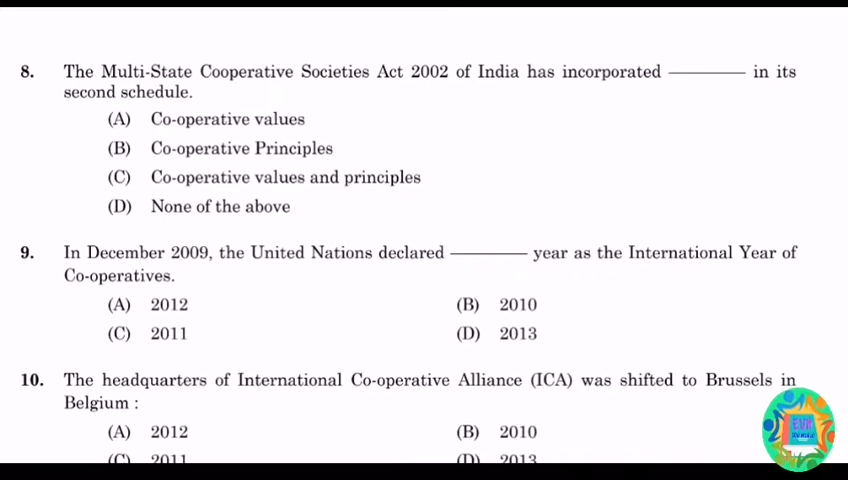 8. The Multi-State Cooperative Societies Act 2002 of India has incorporated ———— in its
second schedule.
(A) Co-operative values
(B) Co-operative Principles
(C) Co-operative values and principles
(D) None of the above
9. In December 2009, the United Nations declared ———— year as the International Year of
Co-operatives.
(A) 2012 (B) 2010
(C) 2011 (D) 2013
10. The headquarters of International Co-operative Alliance (ICA) was shifted to Brussels in
Belgium :
(A) 2012 (B) 2010
(C) 2011 (D) 2013